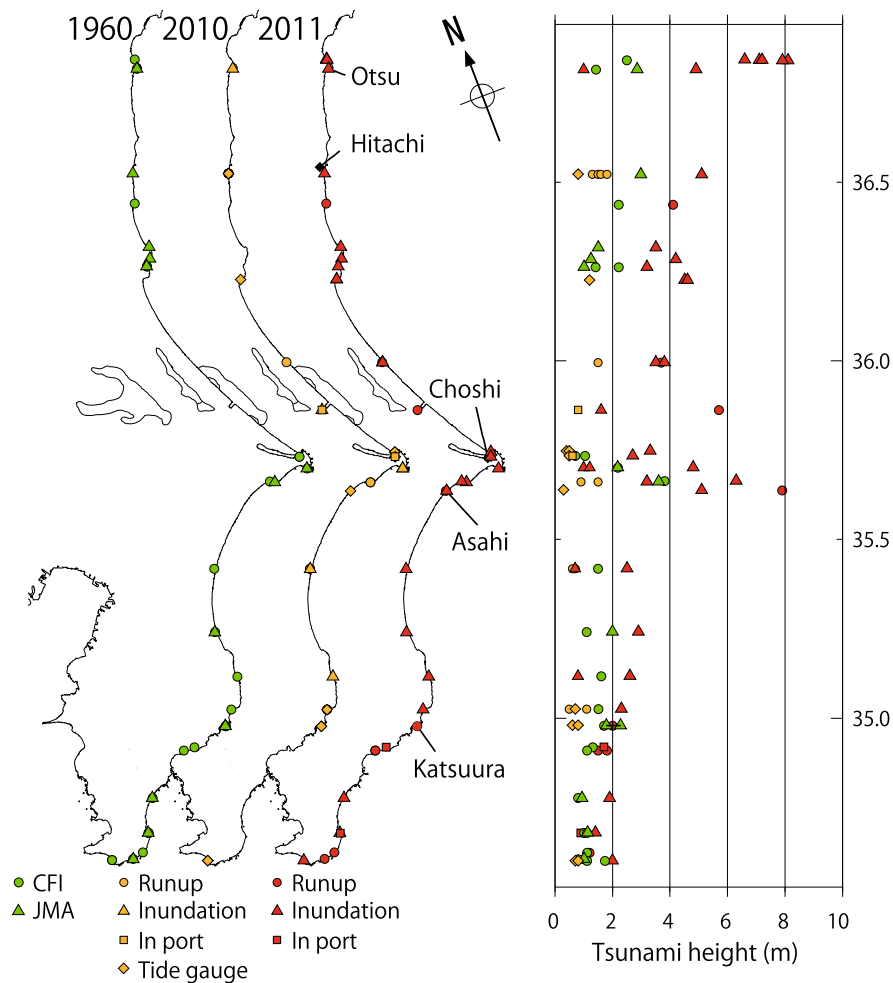 1960 2010 2011
N
Otsu
Hitachi
Choshi
Asahi
Katsuura
CFI
JMA
Runup
Inundation
In port
Tide gauge
Runup
Inundation
In port
36.5
36.0
35.5
35.0
0 2 4 6 8 10
Tsunami height (m)